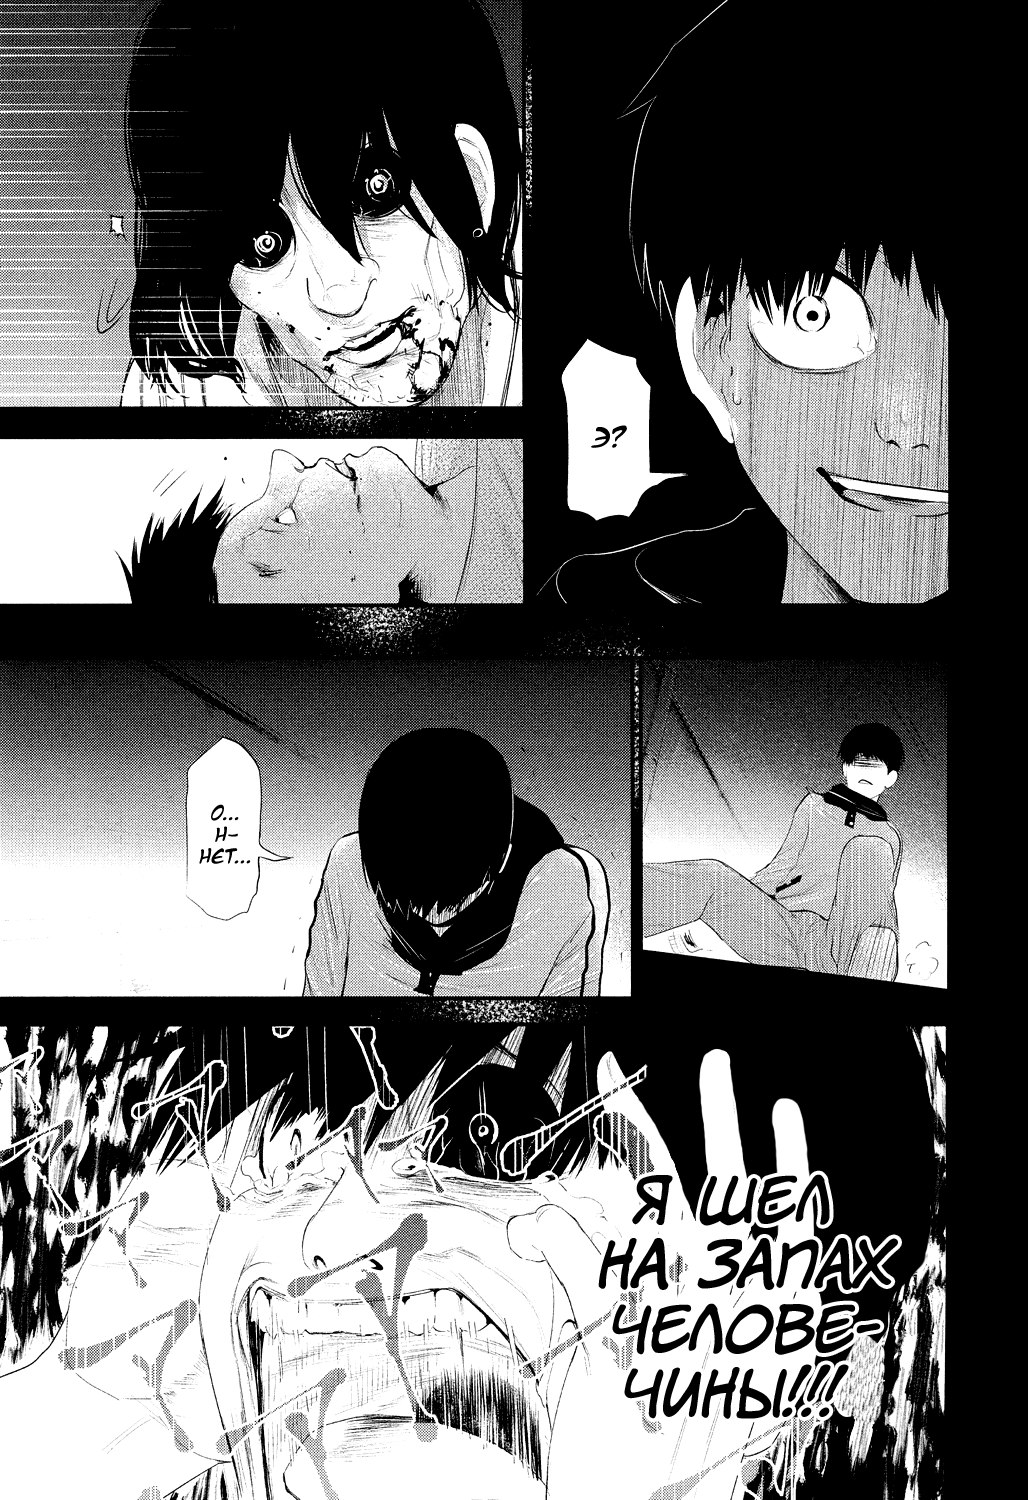 Э?
О...
Н-
НЕТ...
Я ШЕЛ
НА ЗАПАХ
ЧЕЛОВЕ-
ЧИНЫ!!!